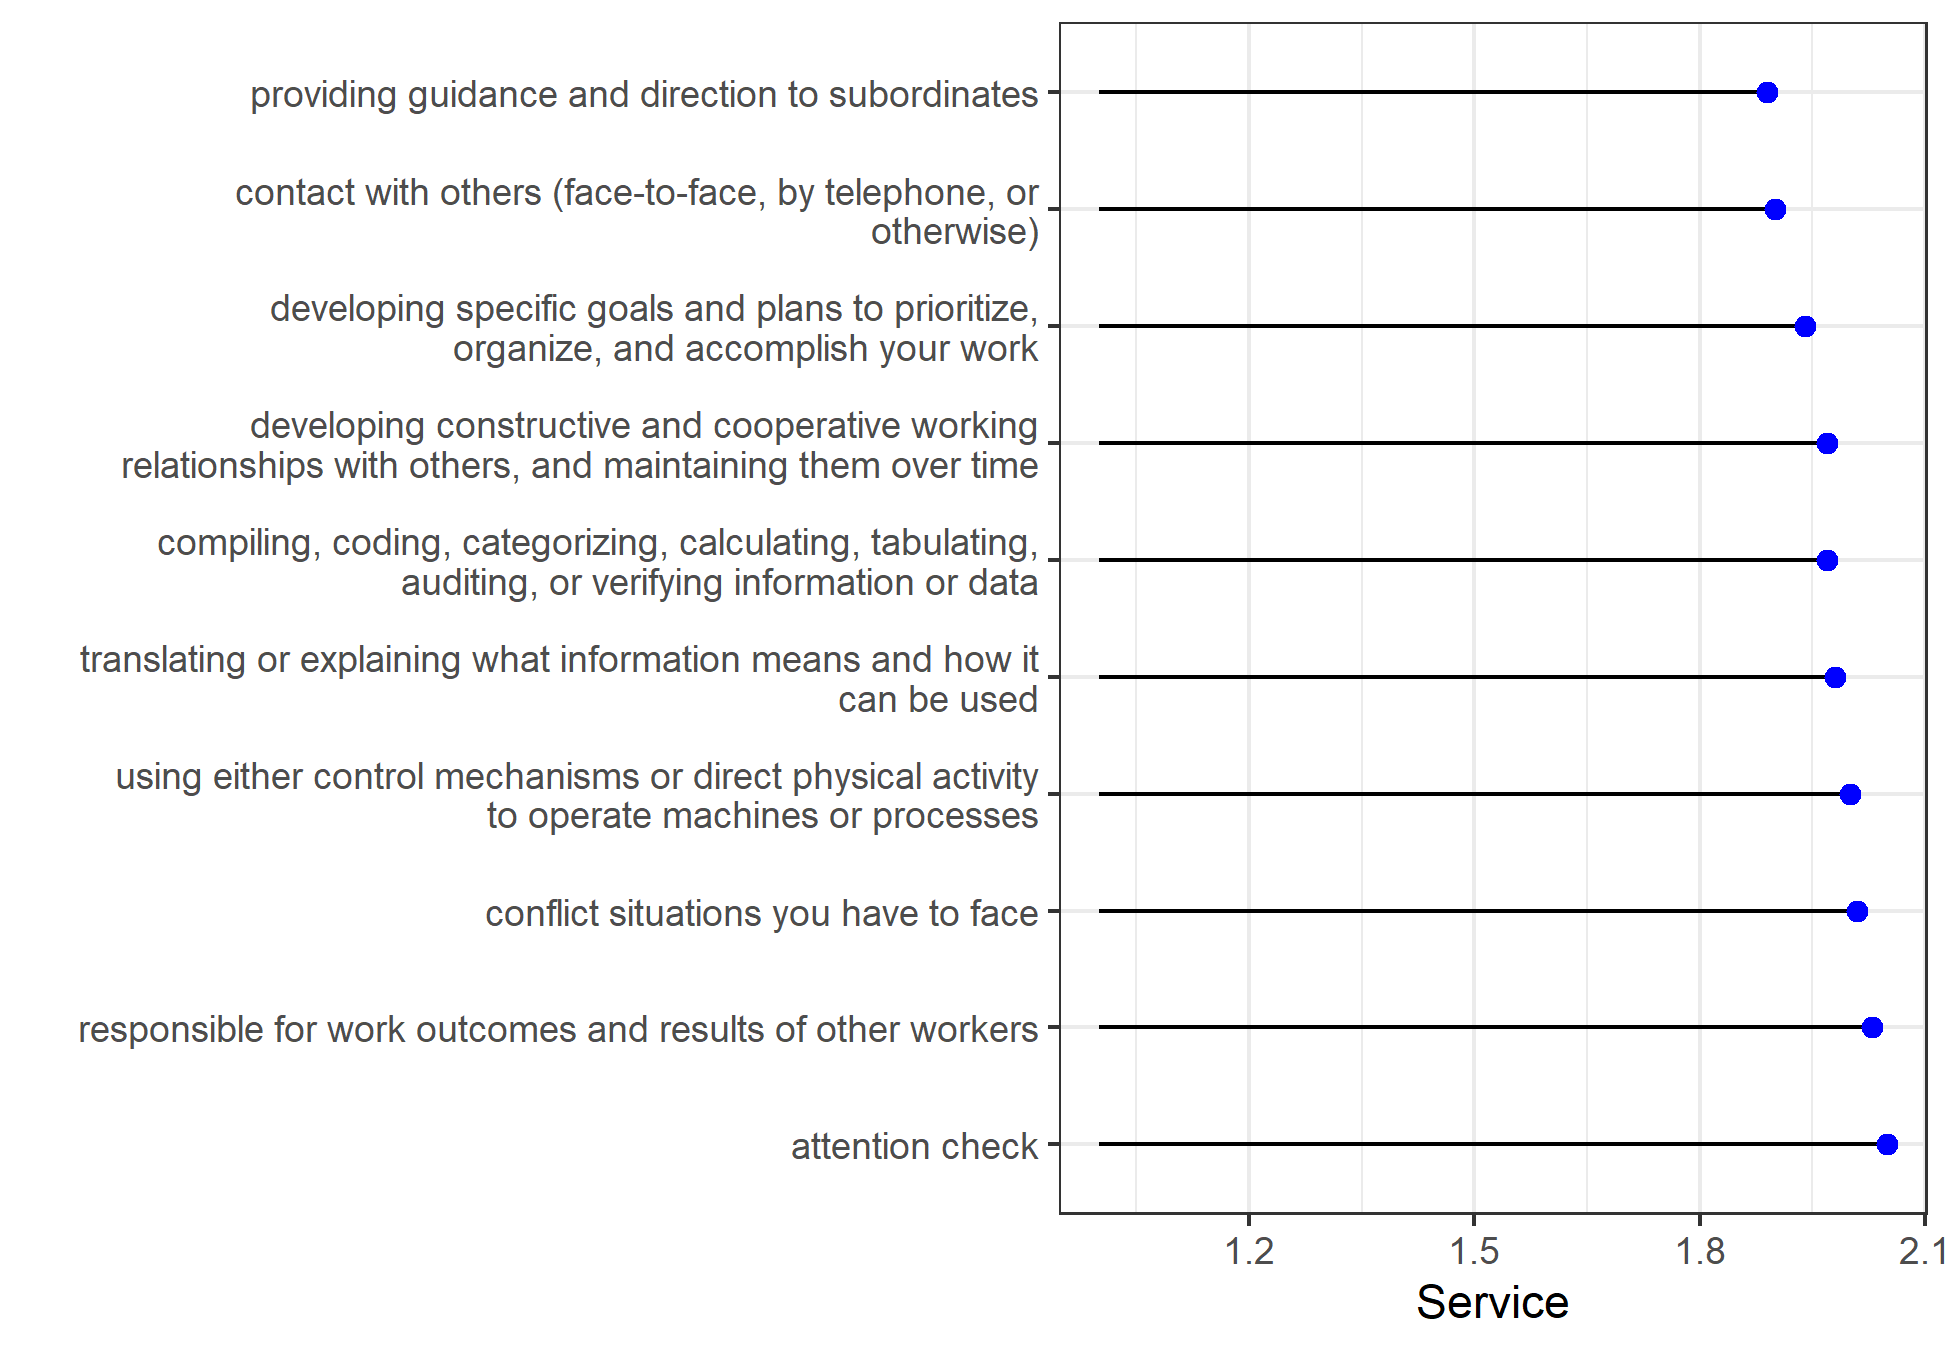 providing guidance and direction to subordinates
contact with others (face-to-face, by telephone, or
otherwise)
developing specific goals and plans to prioritize,
organize, and accomplish your work
developing constructive and cooperative working
relationships with others, and maintaining them over time
compiling, coding, categorizing, calculating, tabulating,
auditing, or verifying information or data
translating or explaining what information means and how it
can be used
using either control mechanisms or direct physical activity
to operate machines or processes
conflict situations you have to face
responsible for work outcomes and results of other workers
attention check
1.2 1.5 1.8 2.1
Service